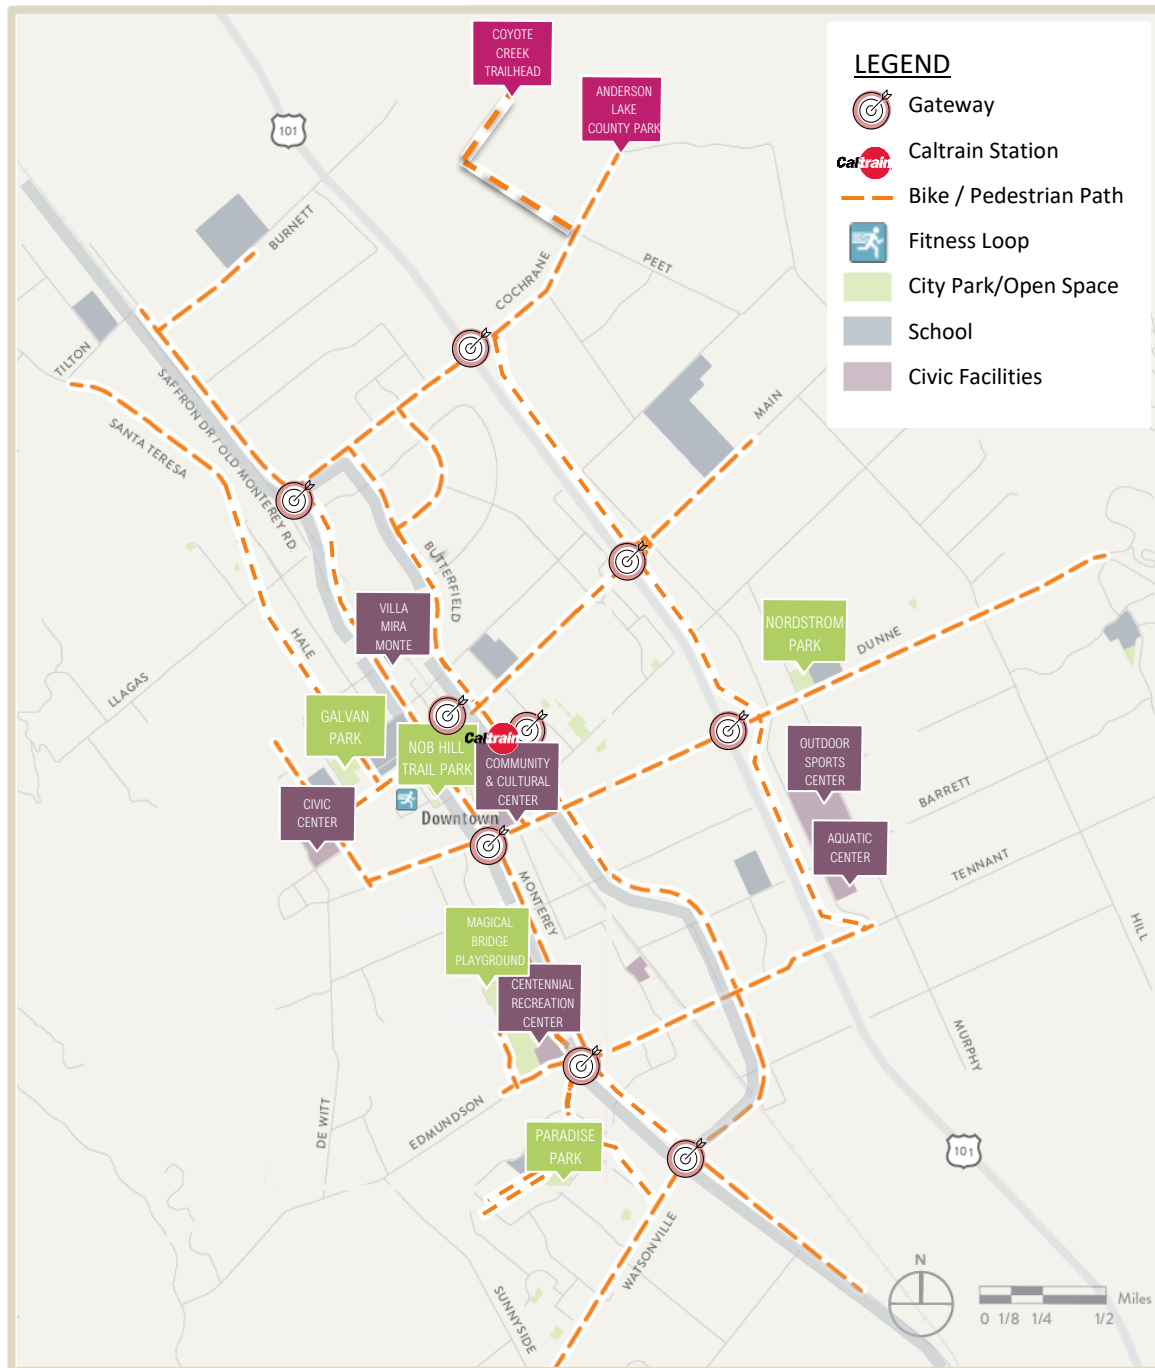 COYOTE
CREEK
TRAILHEAD
ANDERSON
LAKE
COUNTY PARK
LEGEND
Gateway
Caltrain
Caltrain Station
Bike / Pedestrian Path
Fitness Loop
City Park/Open Space
School
Civic Facilities
101
BURNETT
COCHRANE
PEET
TILTON
SAFFRON DR / OLD MONTEREY RD
SANTA TERESA
MAIN
BUTTERFIELD
VILLA
MIRA
MONTE
HALE
LLAGAS
NORDSTROM
PARK
DUNNE
GALVAN
PARK
NOB HILL
TRAIL PARK
Caltrain
COMMUNITY
& CULTURAL
CENTER
OUTDOOR
SPORTS
CENTER
BARRETT
CIVIC
CENTER
Downtown
AQUATIC
CENTER
TENNANT
MONTEREY
HILL
MAGICAL
BRIDGE
PLAYGROUND
CENTENNIAL
RECREATION
CENTER
MURPHY
DE WITT
EDMUNDSON
PARADISE
PARK
101
WATSONVILLE
SUNNYSIDE
N
Miles
0 1/8 1/4 1/2